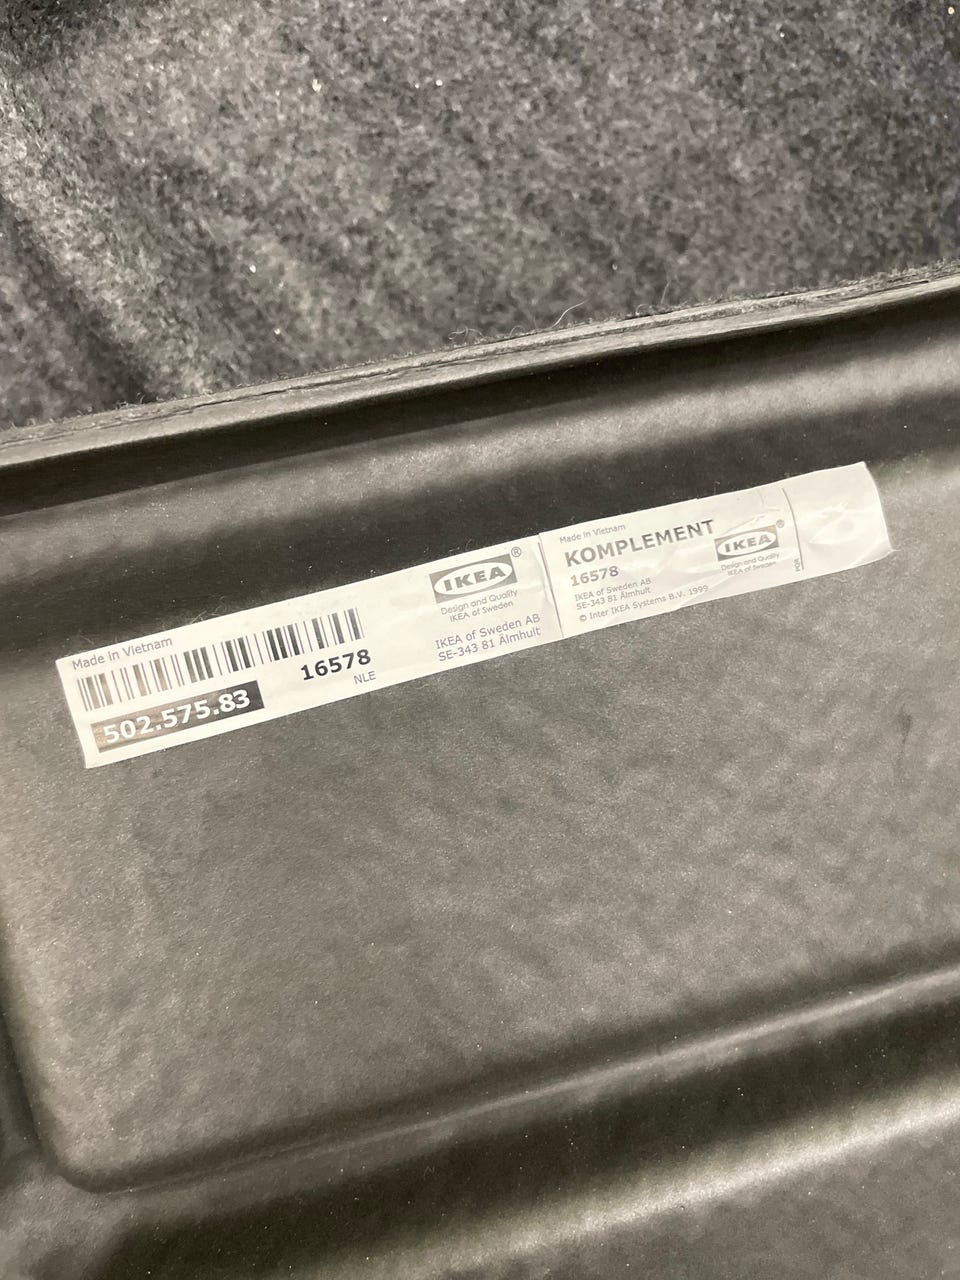 Made in Vietnam
502.575.83
16578
NLE
IKEA®
Design and Quality
IKEA of Sweden
IKEA of Sweden AB
SE-343 81 Älmhult
Made in Vietnam
KOMPLEMENT
16578
IKEA of Sweden AB
SE-343 81 Älmhult
© Inter IKEA Systems B.V. 1999
IKEA®
Design and Quality
IKEA of Sweden